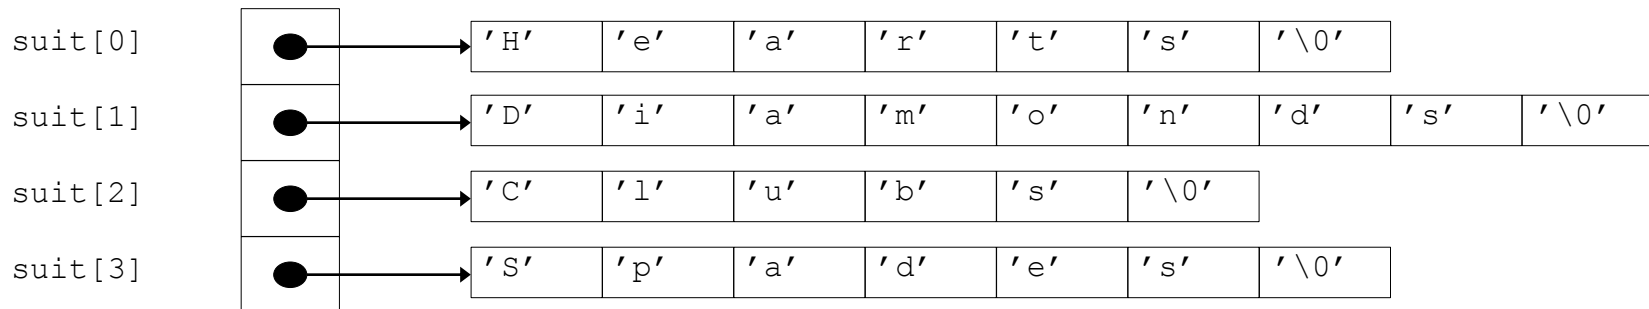 suit[0] 'H' 'e' 'a' 'r' 't' 's' '\0'
suit[1] 'D' 'i' 'a' 'm' 'o' 'n' 'd' 's' '\0'
suit[2] 'C' 'l' 'u' 'b' 's' '\0'
suit[3] 'S' 'p' 'a' 'd' 'e' 's' '\0'